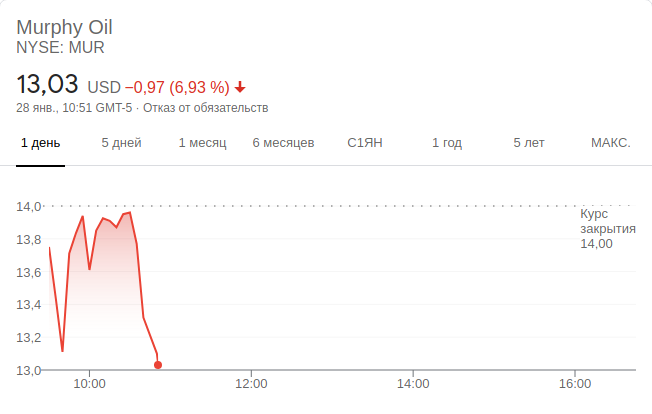 Murphy Oil
NYSE: MUR
13,03 USD −0,97 (6,93 %)
28 янв., 10:51 GMT-5 · Отказ от обязательств
1 день 5 дней 1 месяц 6 месяцев С1ЯН 1 год 5 лет МАКС.
14,0
Курс
закрытия
14,00
13,8
13,6
13,4
13,2
13,0
10:00 12:00 14:00 16:00